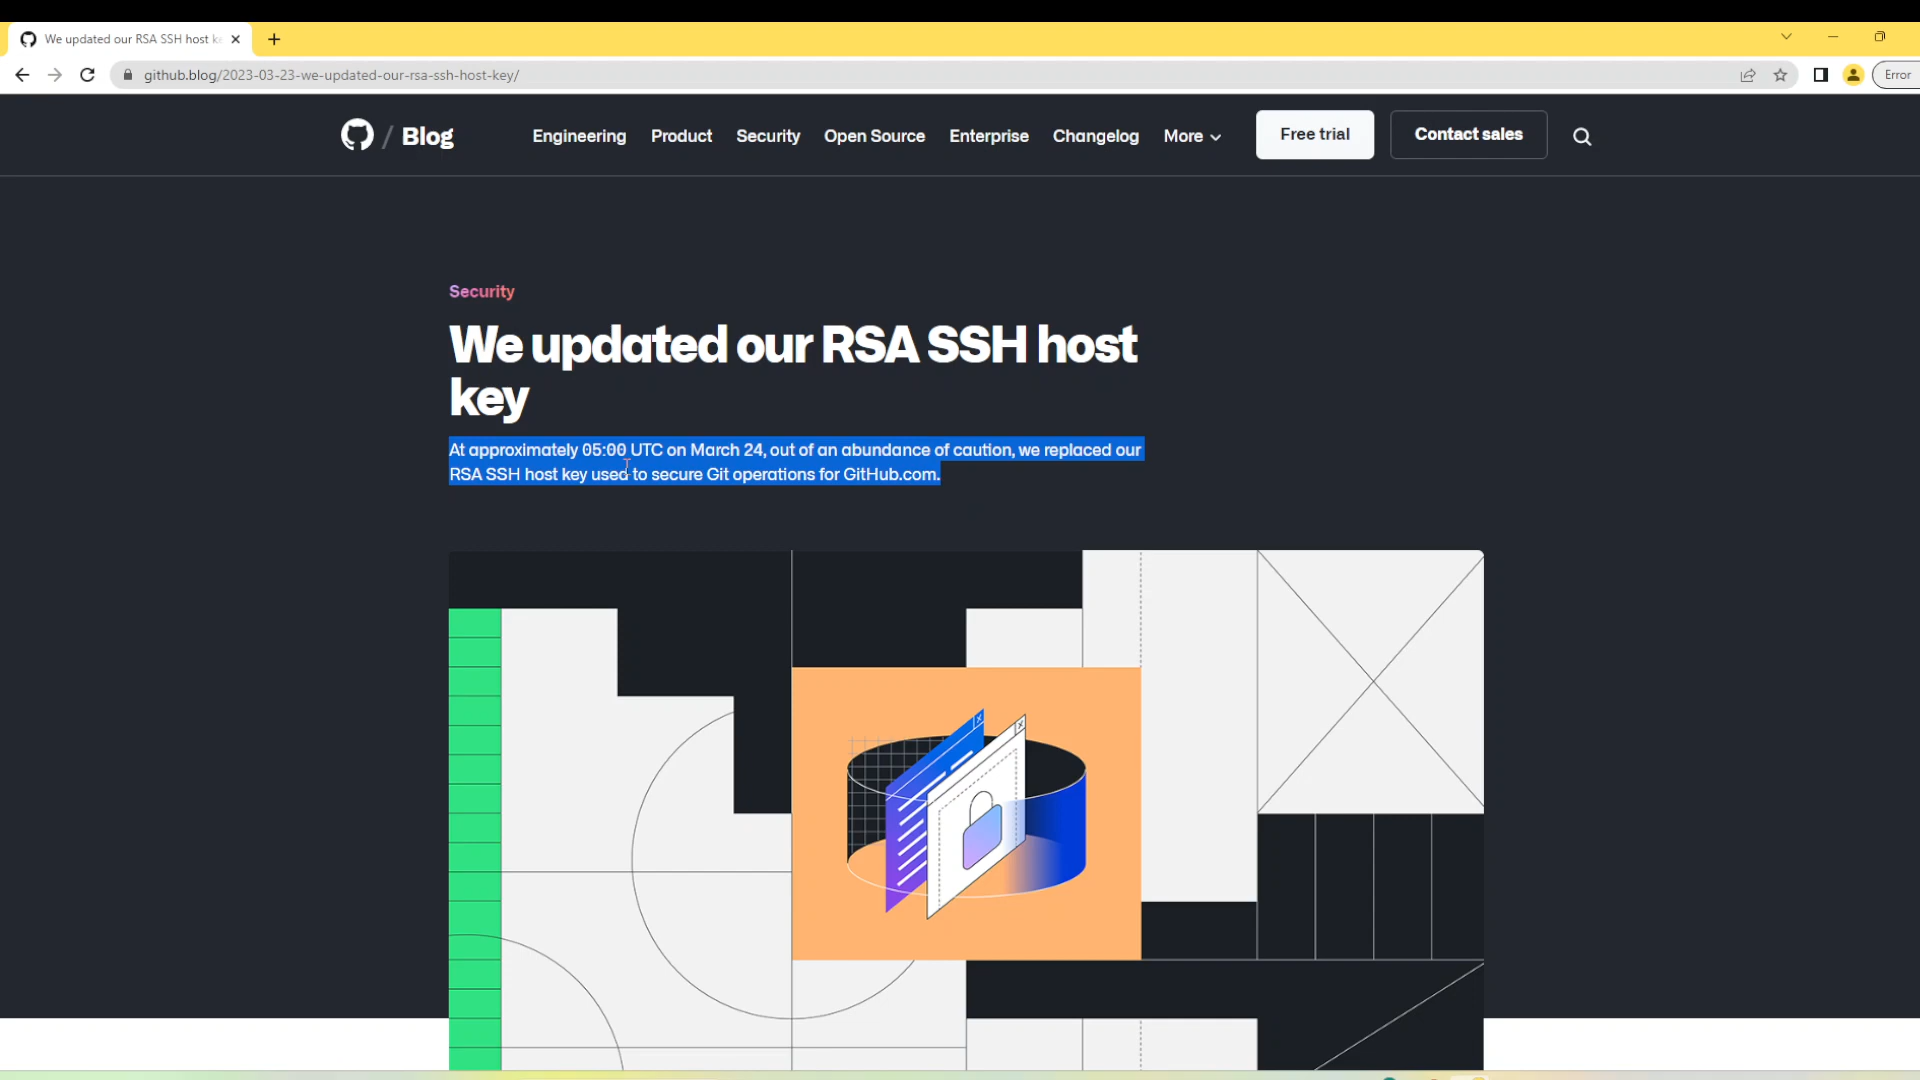 We updated our RSA SSH host ke
github.blog/2023-03-23-we-updated-our-rsa-ssh-host-key/
Error
/ Blog
Engineering
Product
Security
Open Source
Enterprise
Changelog
More
Free trial
Contact sales
Security
We updated our RSA SSH host
key
At approximately 05:00 UTC on March 24, out of an abundance of caution, we replaced our
RSA SSH host key used to secure Git operations for GitHub.com.